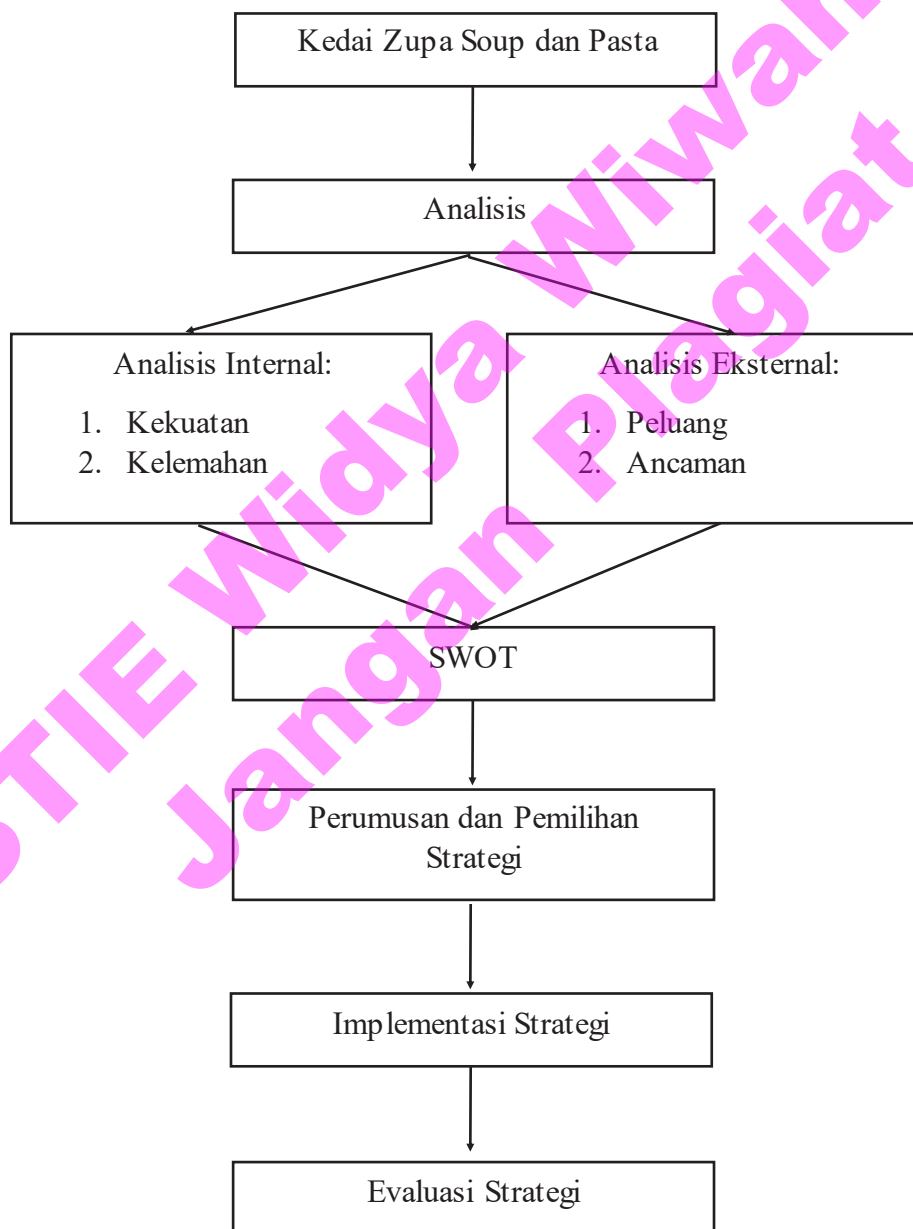 Kedai Zupa Soup dan Pasta
Analisis
Analisis Internal:
1. Kekuatan
2. Kelemahan
Analisis Eksternal:
1. Peluang
2. Ancaman
SWOT
Perumusan dan Pemilihan
Strategi
Implementasi Strategi
Evaluasi Strategi
STIE Widya Wiwah
Jangan Plagiat